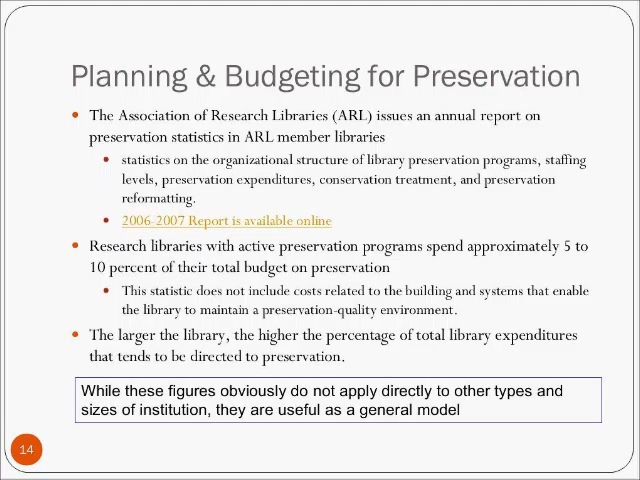 Planning & Budgeting for Preservation
• The Association of Research Libraries (ARL) issues an annual report on
preservation statistics in ARL member libraries
• statistics on the organizational structure of library preservation programs, staffing
levels, preservation expenditures, conservation treatment, and preservation
reformatting.
• 2006-2007 Report is available online
• Research libraries with active preservation programs spend approximately 5 to
10 percent of their total budget on preservation
• This statistic does not include costs related to the building and systems that enable
the library to maintain a preservation-quality environment.
• The larger the library, the higher the percentage of total library expenditures
that tends to be directed to preservation.
While these figures obviously do not apply directly to other types and
sizes of institution, they are useful as a general model
14